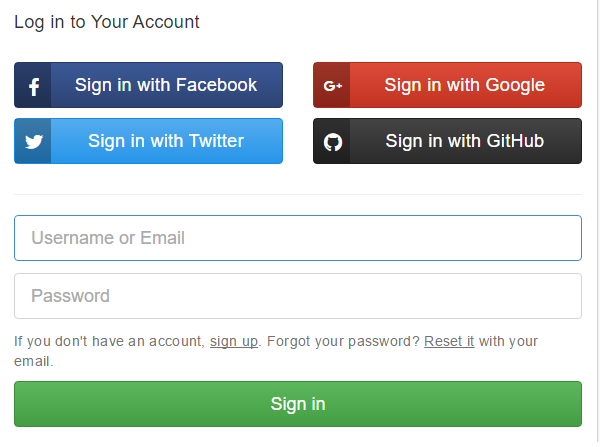 Log in to Your Account
Sign in with Facebook
Sign in with Google
Sign in with Twitter
Sign in with GitHub
Username or Email
Password
If you don't have an account, sign up. Forgot your password? Reset it with your
email.
Sign in